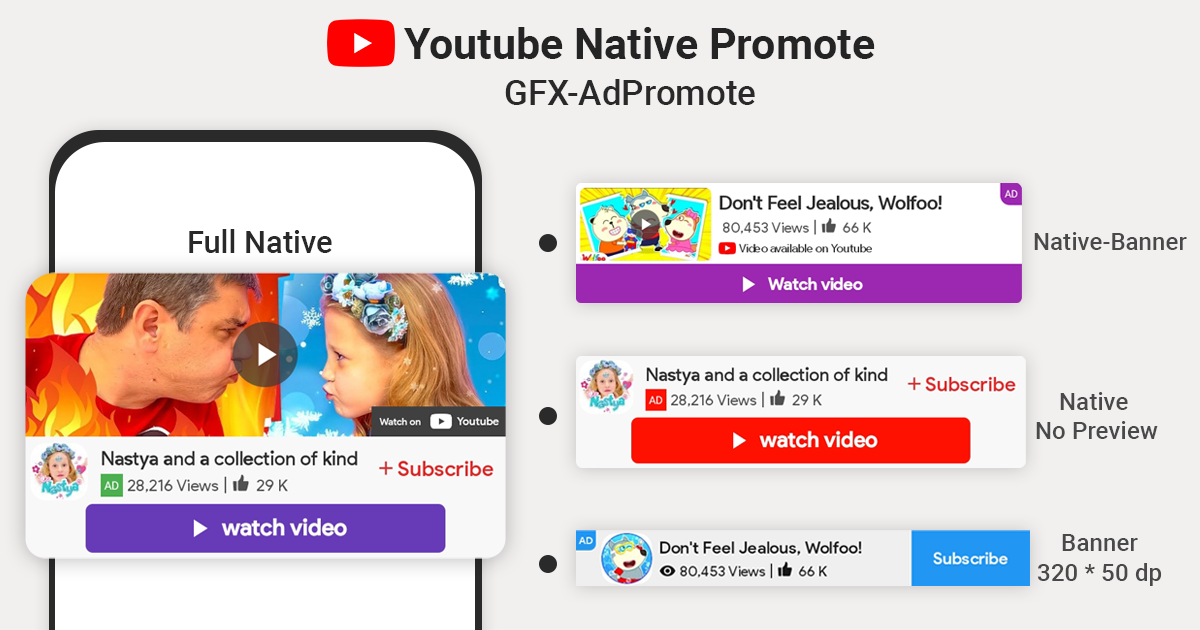 Youtube Native Promote
GFX-AdPromote
Full Native
Watch on Youtube
Nastya
Nastya and a collection of kind
AD 28,216 Views | 29 K
+ Subscribe
watch video
Wolfoo
Don't Feel Jealous, Wolfoo!
AD
80,453 Views | 66 K
Video available on Youtube
Watch video
Native-Banner
Nastya
Nastya and a collection of kind
AD 28,216 Views | 29 K
+ Subscribe
watch video
Native
No Preview
AD
Don't Feel Jealous, Wolfoo!
80,453 Views | 66 K
Subscribe
Banner
320 * 50 dp